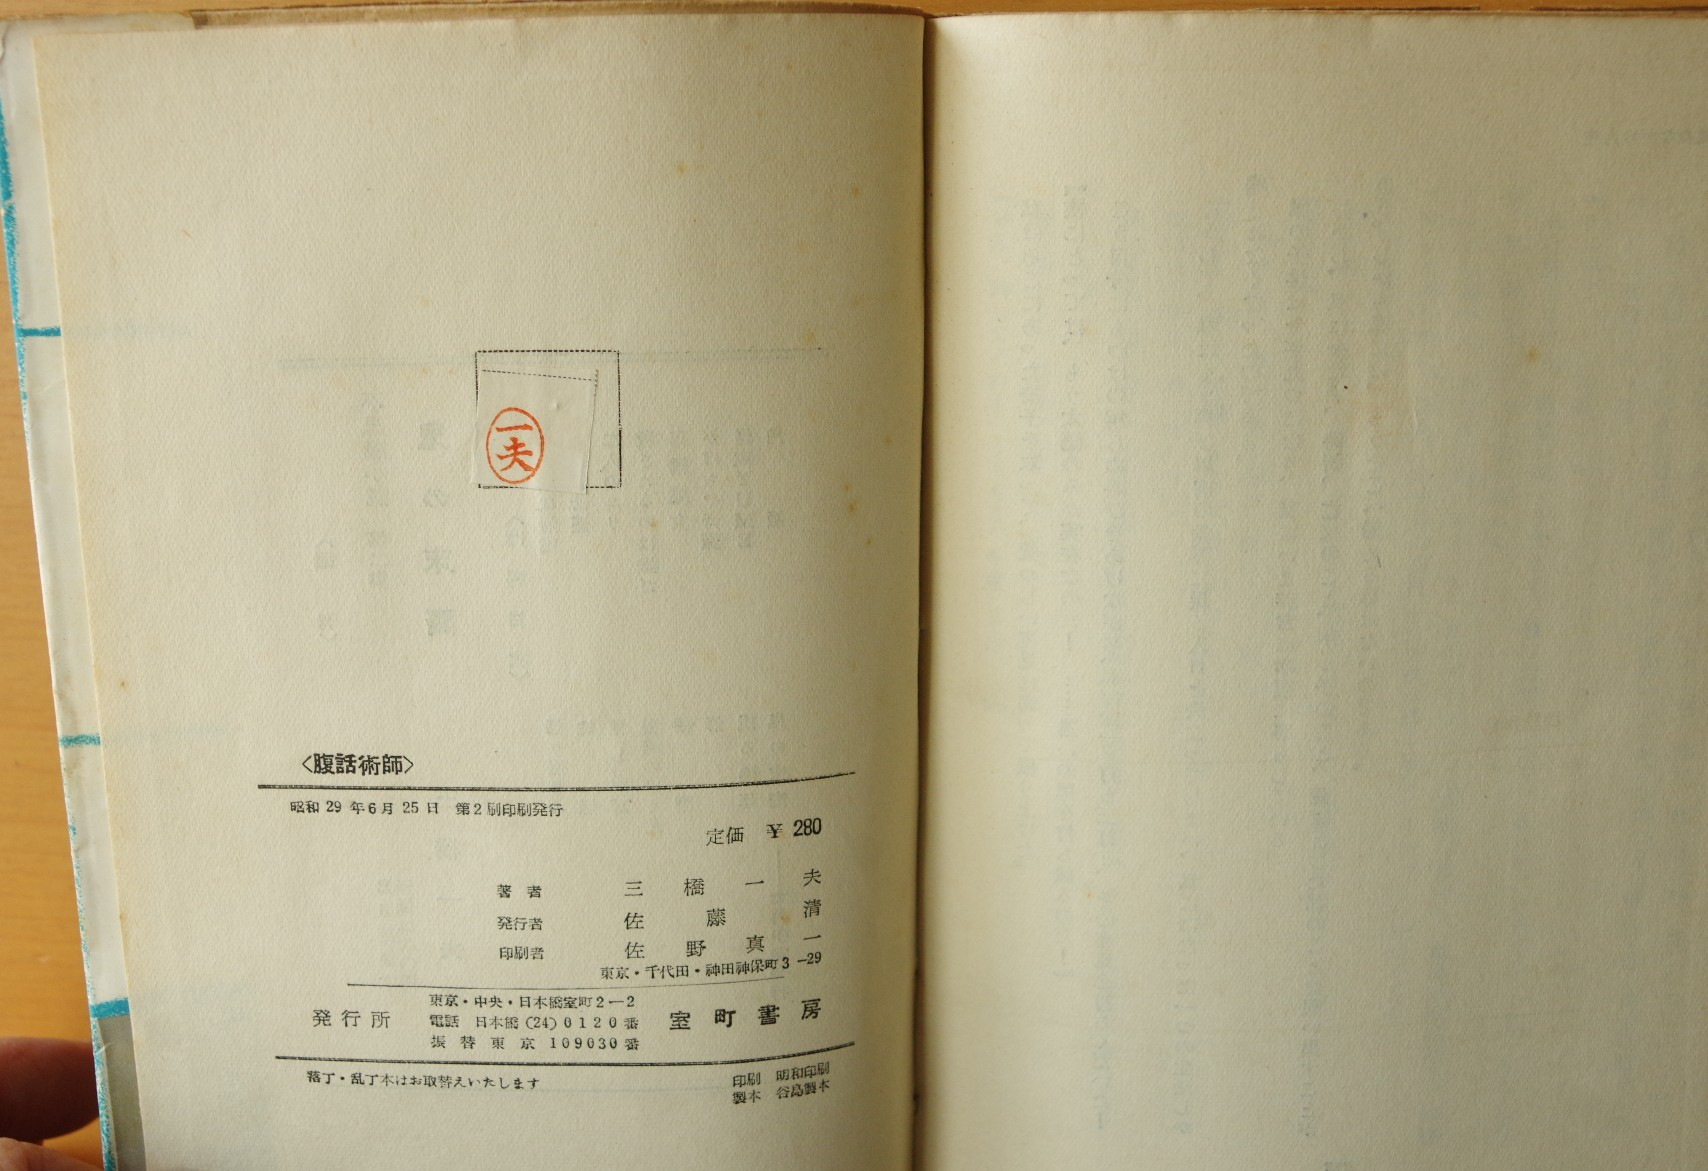 一夫
〈腹話術師〉
昭和29年6月25日 第2刷印刷発行
定価 ¥280
著者 三橋一夫
発行者 佐藤清
印刷者 佐野真一
東京・千代田・神田神保町3-29
発行所
東京・中央・日本橋室町2-2
電話 日本橋(24)0120番
振替東京109030番
室町書房
落丁・乱丁本はお取替えいたします
印刷 明和印刷
製本 谷島製本